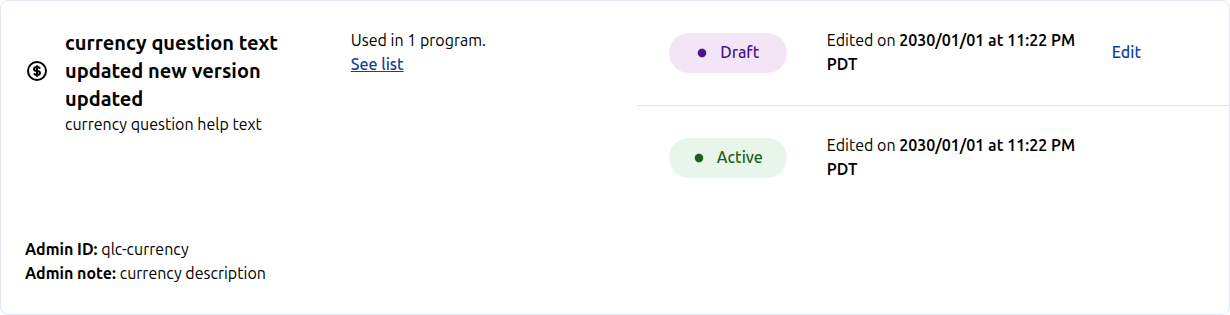 currency question text
updated new version
updated
currency question help text
Used in 1 program.
See list
Draft
Edited on 2030/01/01 at 11:22 PM
PDT
Edit
Active
Edited on 2030/01/01 at 11:22 PM
PDT
Admin ID: qlc-currency
Admin note: currency description